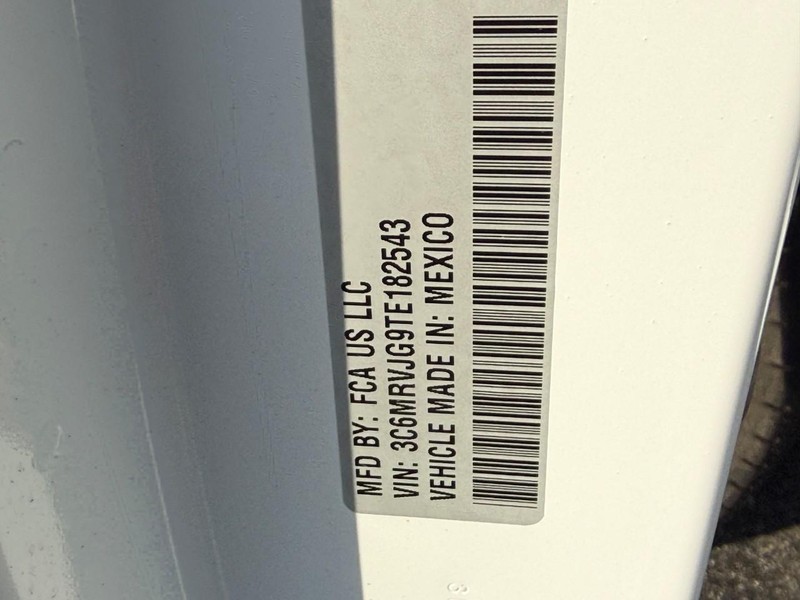 MFD BY: FCA US LLC
VIN: 3C6MRVJG9TE182543
VEHICLE MADE IN: MEXICO